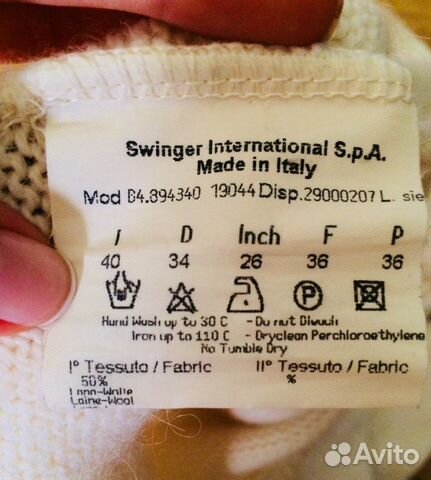 Swinger International S.p.A.
Made in Italy
Mod B4.894340 19044 Disp.29000207 L. sie
I D Inch F P
40 34 26 36 36
P
Hand Wash up to 30 C - Do not Bleach
Iron up to 110 C - Dryclean Perchloroethylene
No Tumble Dry
I° Tessuto / Fabric II° Tessuto / Fabric
50% %
Lana-Wolle
Laine-Wool
Avito